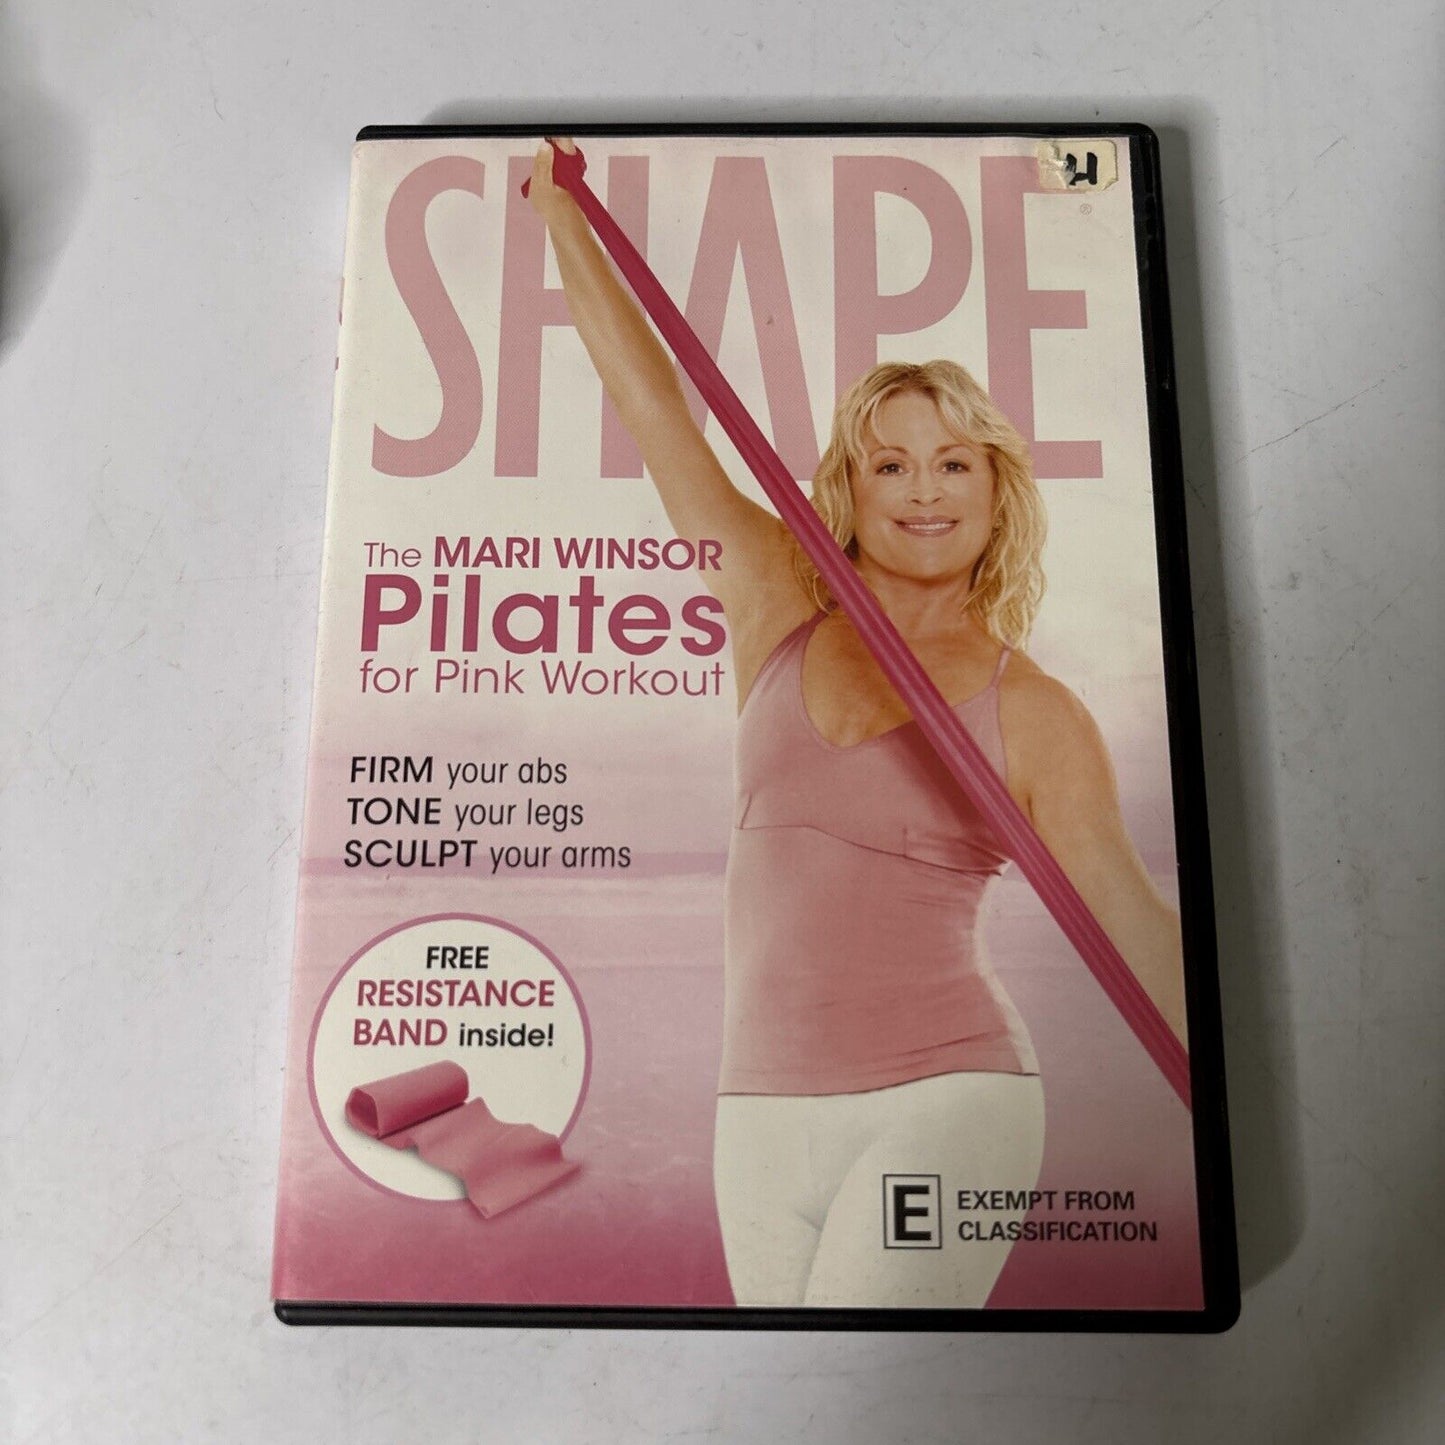 SHAPE®
The MARI WINSOR
Pilates
for Pink Workout
FIRM your abs
TONE your legs
SCULPT your arms
FREE
RESISTANCE
BAND inside!
E EXEMPT FROM
CLASSIFICATION